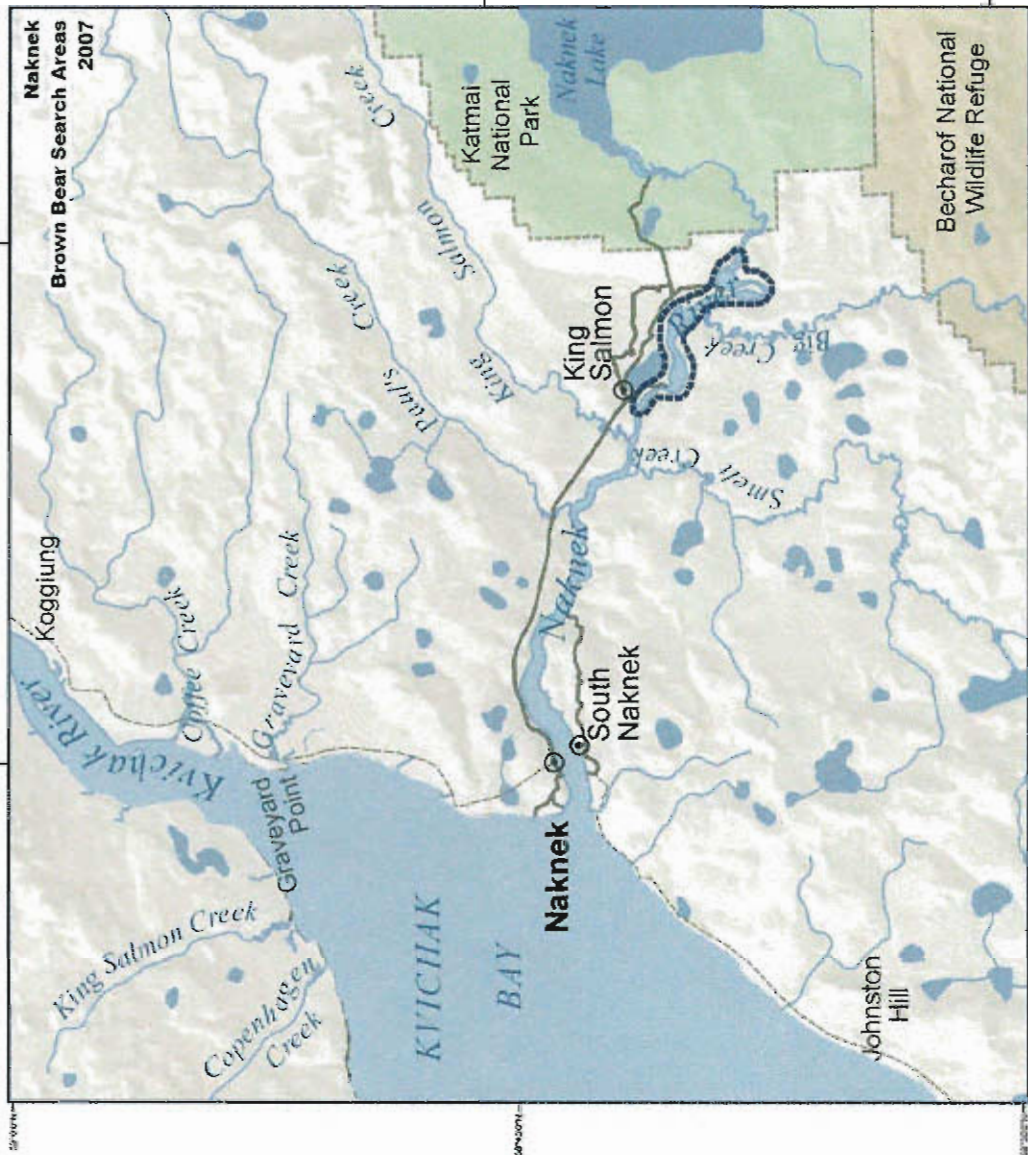 Naknek
Brown Bear Search Areas
2007
Koggiung
Kvichak River
Coffee Creek
Graveyard Creek
Graveyard
Point
King Salmon Creek
Copenhagen
Creek
KVICHAK
BAY
Paul's Creek
King Salmon Creek
Katmai
National
Park
Naknek
Lake
King
Salmon
Naknek
Naknek
South
Naknek
Smelt Creek
Big
Creek
Becharof National
Wildlife Refuge
Johnston
Hill